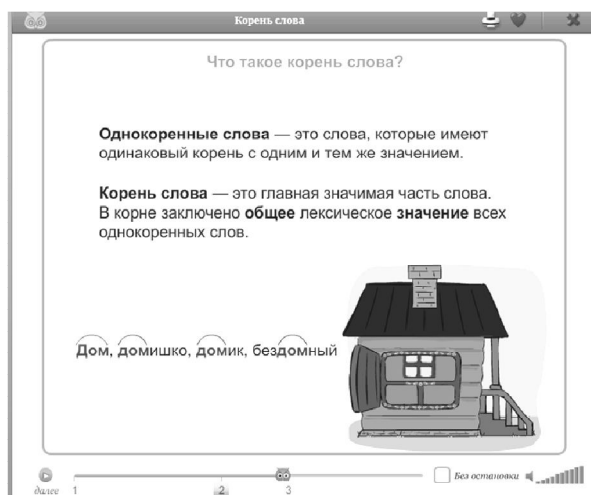 Корень слова
Что такое корень слова?
Однокоренные слова — это слова, которые имеют
одинаковый корень с одним и тем же значением.
Корень слова — это главная значимая часть слова.
В корне заключено общее лексическое значение всех
однокоренных слов.
Дом, домишко, домик, бездомный
далее 1 2 3 Без остановки